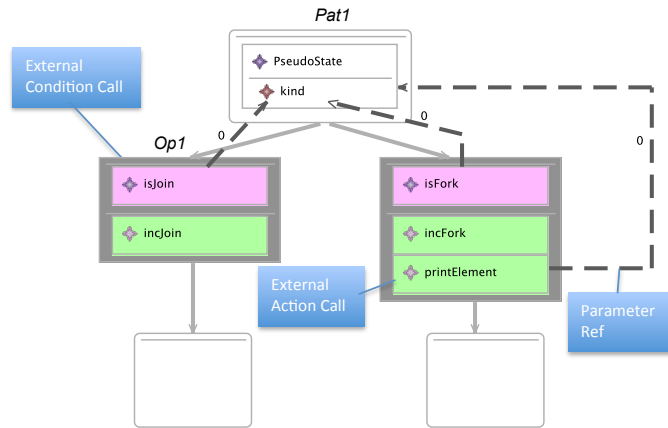 Pat1
External
Condition Call
PseudoState
kind
0
0
0
Op1
isJoin
incJoin
isFork
incFork
printElement
External
Action Call
Parameter
Ref